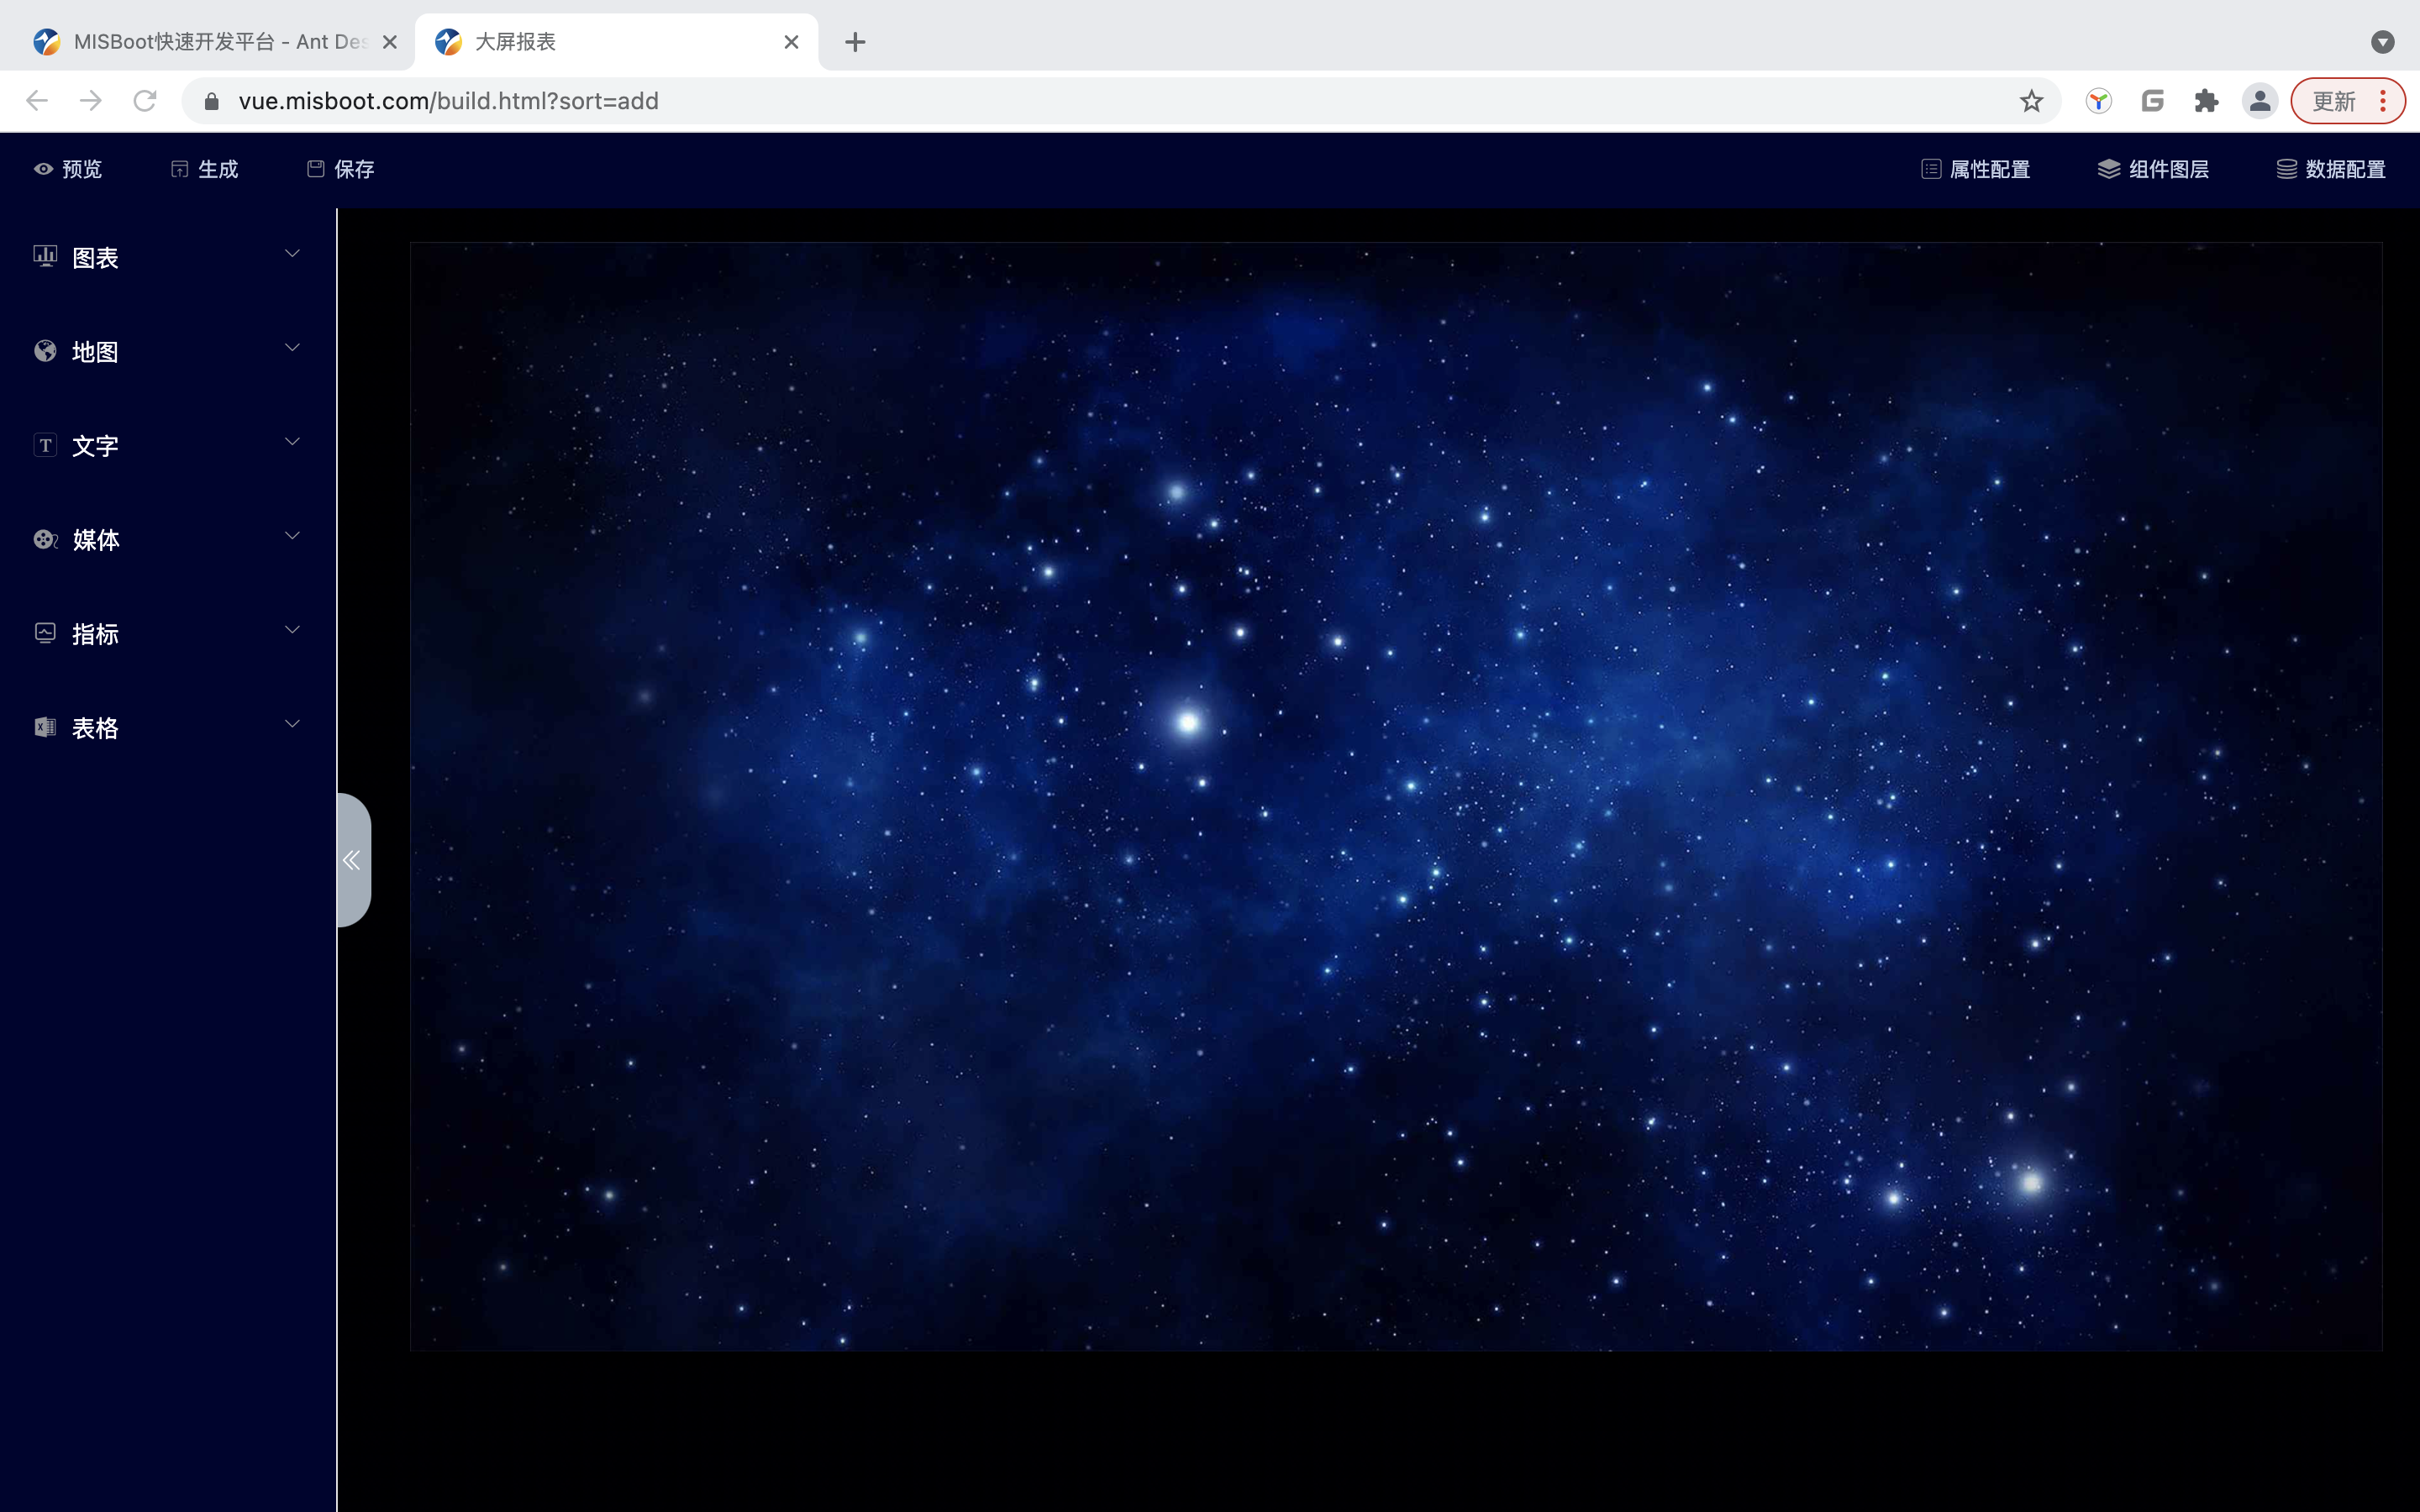 MISBoot快速开发平台 - Ant Des
大屏报表
vue.misboot.com/build.html?sort=add
更新
预览
生成
保存
属性配置
组件图层
数据配置
图表
地图
T 文字
媒体
指标
表格